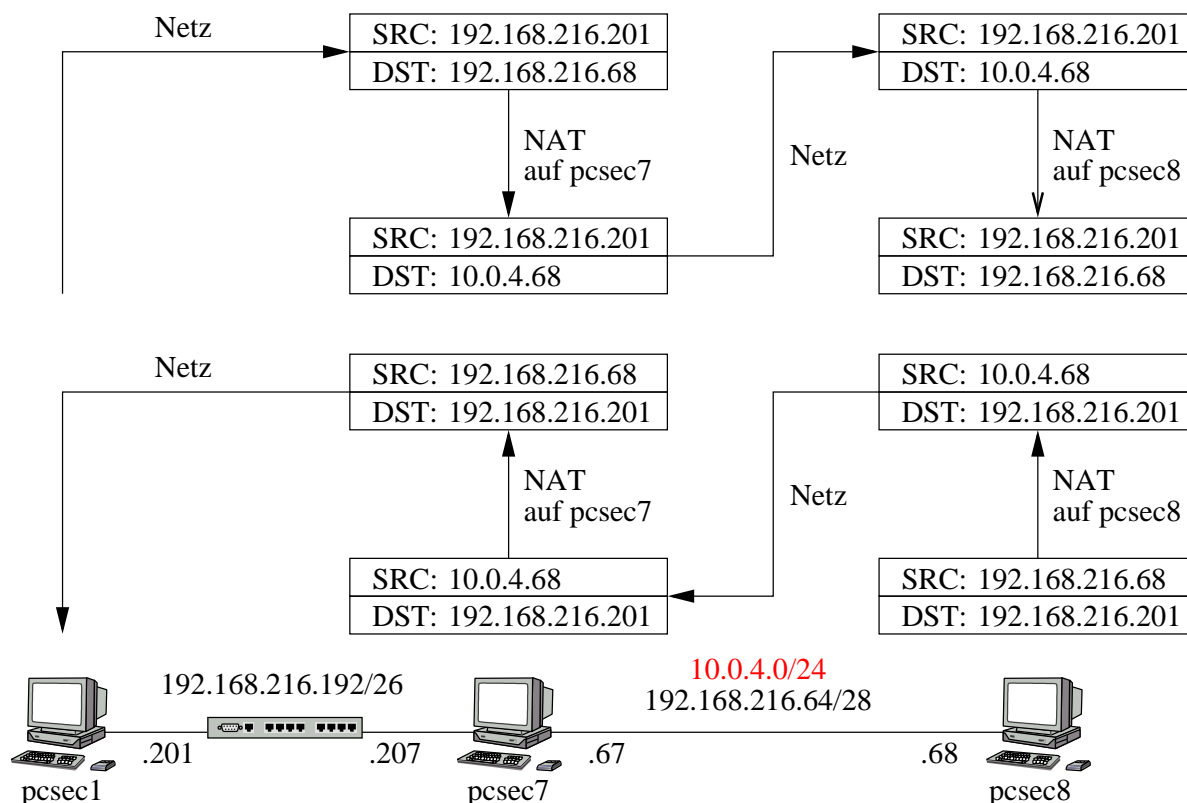 Netz
SRC: 192.168.216.201
DST: 192.168.216.68
SRC: 192.168.216.201
DST: 10.0.4.68
NAT
auf pcsec7
Netz
NAT
auf pcsec8
SRC: 192.168.216.201
DST: 10.0.4.68
SRC: 192.168.216.201
DST: 192.168.216.68
Netz
SRC: 192.168.216.68
DST: 192.168.216.201
SRC: 10.0.4.68
DST: 192.168.216.201
NAT
auf pcsec7
Netz
NAT
auf pcsec8
SRC: 10.0.4.68
DST: 192.168.216.201
SRC: 192.168.216.68
DST: 192.168.216.201
192.168.216.192/26
10.0.4.0/24
192.168.216.64/28
.201
.207
.67
.68
pcsec1
pcsec7
pcsec8